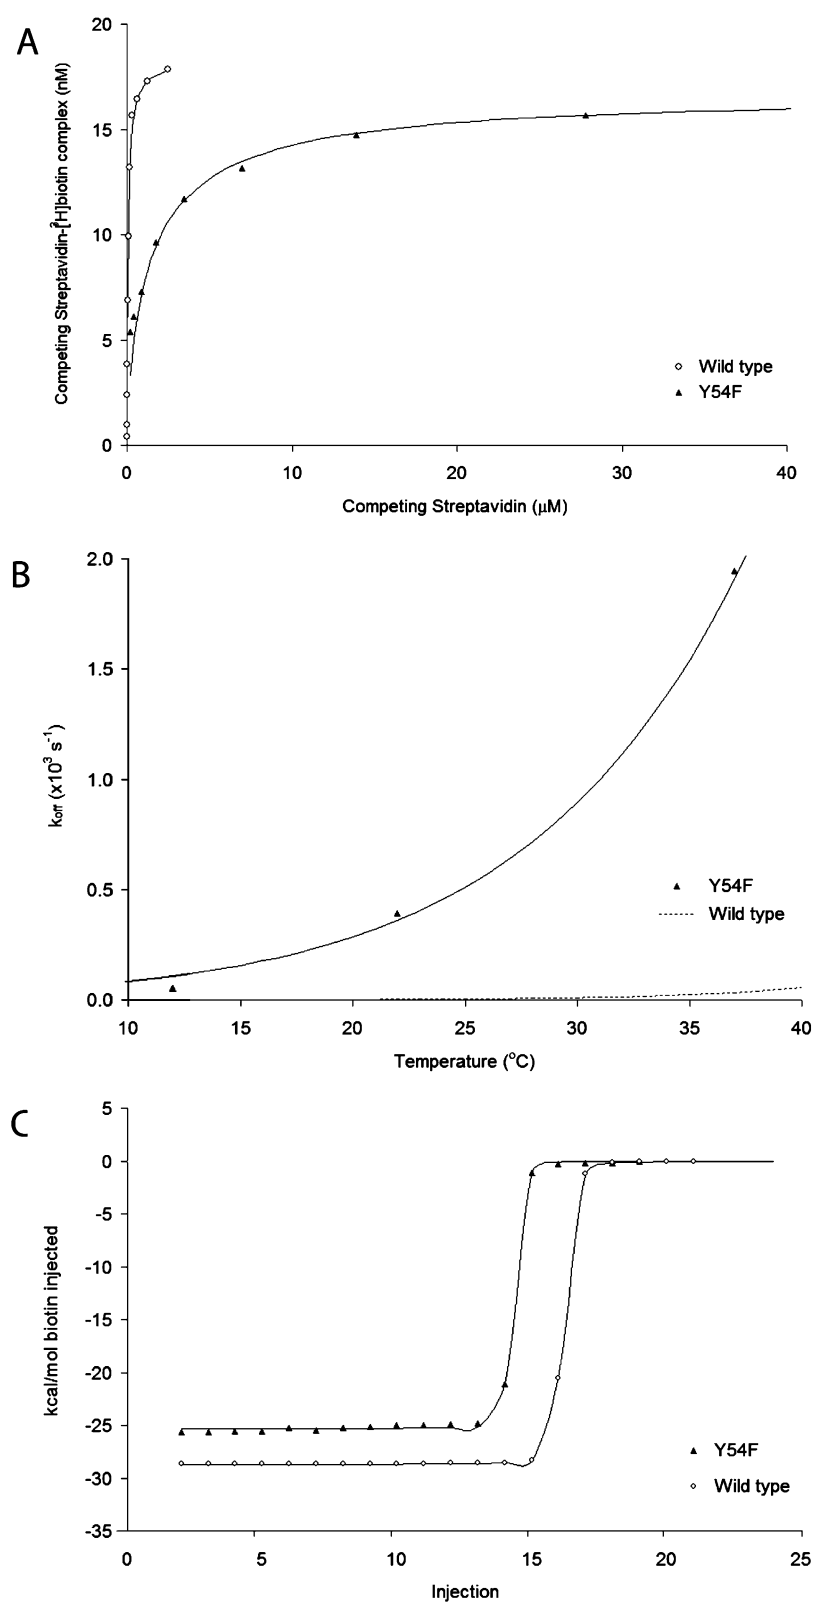 A
Competing Streptavidin-[³H]biotin complex (nM)
20
15
10
5
0
0 10 20 30 40
Wild type
Y54F
Competing Streptavidin (µM)
B
k_off (x10³ s⁻¹)
2.0
1.5
1.0
0.5
0.0
10 15 20 25 30 35 40
Y54F
Wild type
Temperature (°C)
C
kcal/mol biotin injected
5
0
-5
-10
-15
-20
-25
-30
-35
0 5 10 15 20 25
Y54F
Wild type
Injection